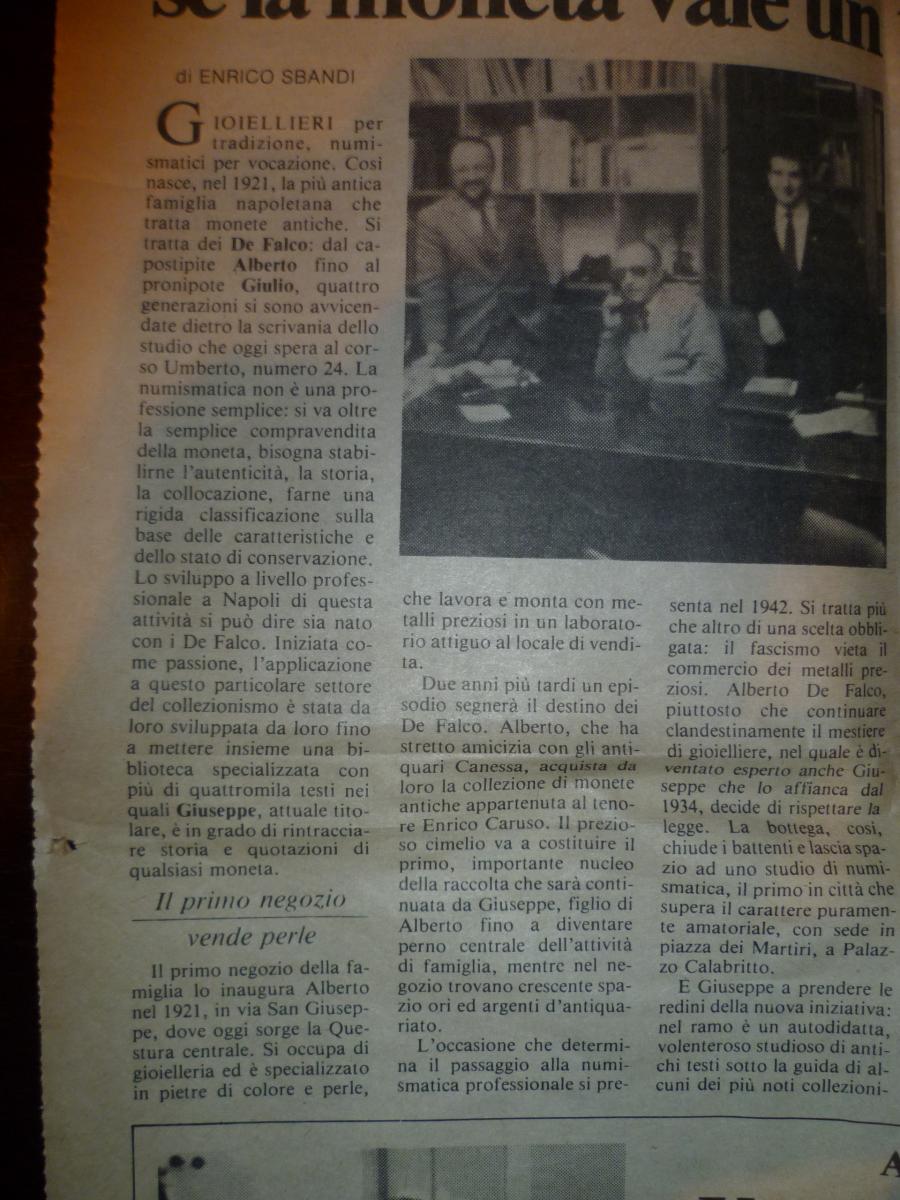 se la moneta vale un
di ENRICO SBANDI
GIOIELLIERI per
tradizione, numi-
smatici per vocazione. Così
nasce, nel 1921, la più antica
famiglia napoletana che
tratta monete antiche. Si
tratta dei De Falco: dal ca-
postipite Alberto fino al
pronipote Giulio, quattro
generazioni si sono avvicen-
date dietro la scrivania dello
studio che oggi spera al cor-
so Umberto, numero 24. La
numismatica non è una pro-
fessione semplice: si va oltre
la semplice compravendita
della moneta, bisogna stabi-
lirne l'autenticità, la storia,
la collocazione, farne una
rigida classificazione sulla
base delle caratteristiche e
dello stato di conservazione.
Lo sviluppo a livello profes-
sionale a Napoli di questa
attività si può dire sia nato
con i De Falco. Iniziata co-
me passione, l'applicazione
a questo particolare settore
del collezionismo è stata da
loro sviluppata da loro fino
a mettere insieme una bi-
blioteca specializzata con
più di quattromila testi nei
quali Giuseppe, attuale tito-
lare, è in grado di rintraccia-
re storia e quotazioni di
qualsiasi moneta.
Il primo negozio
vende perle
Il primo negozio della fa-
miglia lo inaugura Alberto
nel 1921, in via San Giusep-
pe, dove oggi sorge la Que-
stura centrale. Si occupa di
gioielleria ed è specializzato
in pietre di colore e perle,
che lavora e monta con me-
talli preziosi in un laborato-
rio attiguo al locale di vendi-
ta.
Due anni più tardi un epi-
sodio segnerà il destino dei
De Falco. Alberto, che ha
stretto amicizia con gli anti-
quari Canessa, acquista da
loro la collezione di monete
antiche appartenuta al teno-
re Enrico Caruso. Il prezio-
so cimelio va a costituire il
primo, importante nucleo
della raccolta che sarà conti-
nuata da Giuseppe, figlio di
Alberto fino a diventare
perno centrale dell'attività
di famiglia, mentre nel ne-
gozio trovano crescente spa-
zio ori ed argenti d'antiqua-
riato.
L'occasione che determi-
na il passaggio alla numi-
smatica professionale si pre-
senta nel 1942. Si tratta più
che altro di una scelta obbli-
gata: il fascismo vieta il
commercio dei metalli pre-
ziosi. Alberto De Falco,
piuttosto che continuare
clandestinamente il mestiere
di gioielliere, nel quale è di-
ventato esperto anche Giu-
seppe che lo affianca dal
1934, decide di rispettare la
legge. La bottega, così,
chiude i battenti e lascia spa-
zio ad uno studio di numi-
smatica, il primo in città che
supera il carattere puramen-
te amatoriale, con sede in
piazza dei Martiri, a Palaz-
zo Calabritto.
E Giuseppe a prendere le
redini della nuova iniziativa:
nel ramo è un autodidatta,
volenteroso studioso di anti-
chi testi sotto la guida di al-
cuni dei più noti collezioni-
A